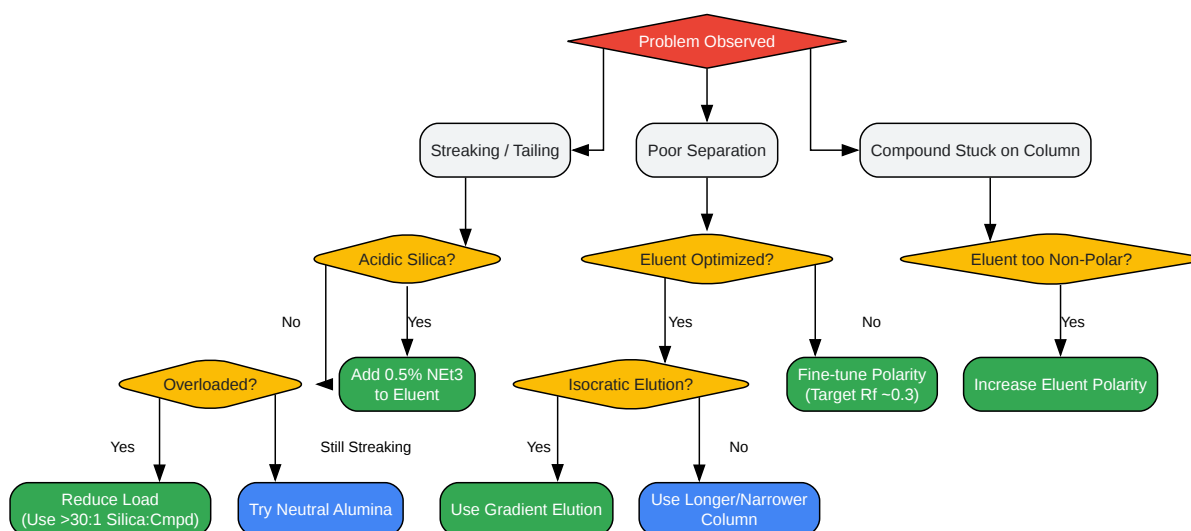 Problem Observed
Streaking / Tailing
Poor Separation
Compound Stuck on Column
Acidic Silica?
Eluent Optimized?
Eluent too Non-Polar?
No
Yes
Yes
No
Yes
Overloaded?
Add 0.5% NEt3
to Eluent
Isocratic Elution?
Fine-tune Polarity
(Target Rf ~0.3)
Increase Eluent Polarity
Yes
Still Streaking
Yes
No
Reduce Load
(Use >30:1 Silica:Cmpd)
Try Neutral Alumina
Use Gradient Elution
Use Longer/Narrower
Column